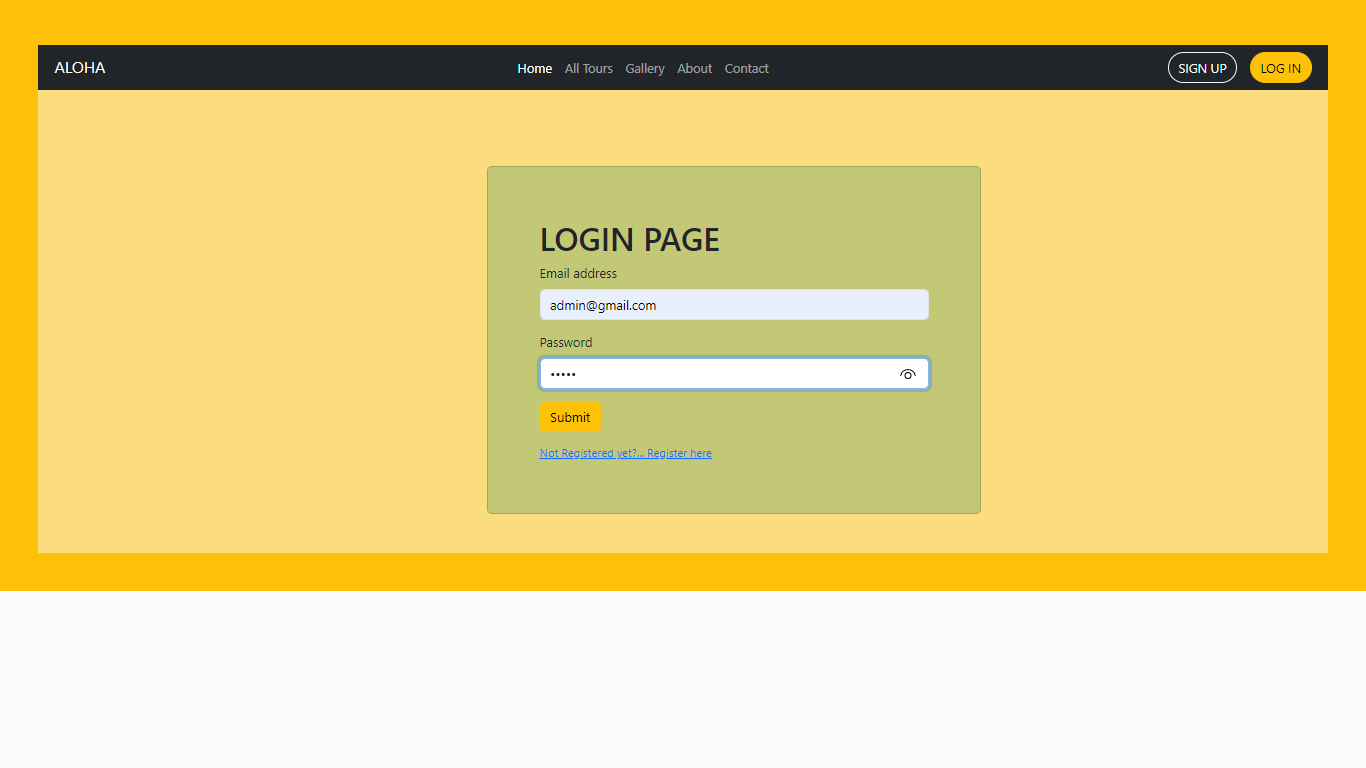 ALOHA Home All Tours Gallery About Contact SIGN UP LOG IN
LOGIN PAGE
Email address
admin@gmail.com
Password
•••••
Submit
Not Registered yet?... Register here